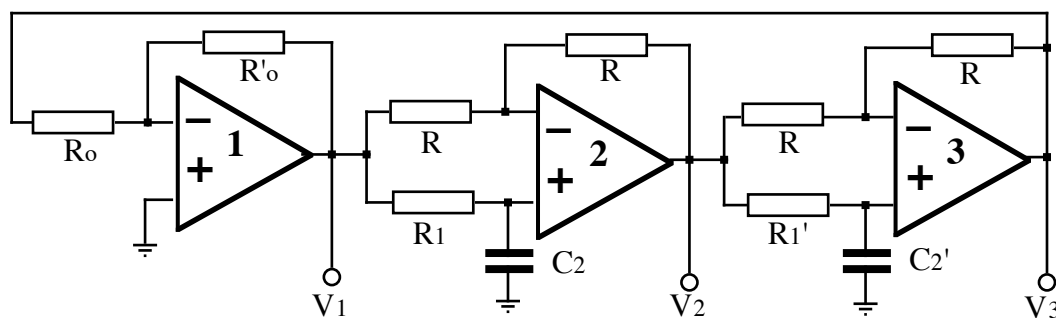 R'o
R
R
Ro
− + 1
R
− + 2
R
− + 3
R1
C2
R1'
C2'
V1
V2
V3